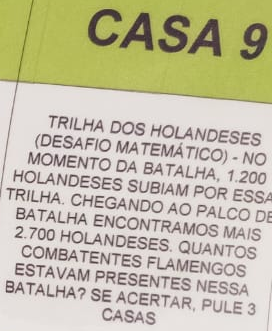 CASA 9
TRILHA DOS HOLANDESES
(DESAFIO MATEMÁTICO) - NO
MOMENTO DA BATALHA, 1.200
HOLANDESES SUBIAM POR ESSA
TRILHA. CHEGANDO AO PALCO DE
BATALHA ENCONTRAMOS MAIS
2.700 HOLANDESES. QUANTOS
COMBATENTES FLAMENGOS
ESTAVAM PRESENTES NESSA
BATALHA? SE ACERTAR, PULE 3
CASAS